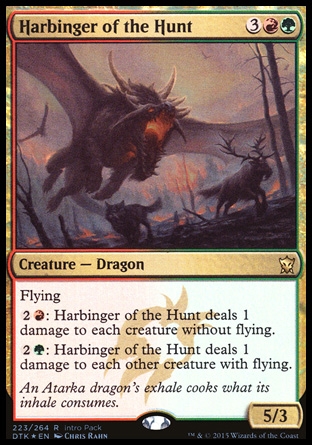 Harbinger of the Hunt 3
Creature — Dragon
Flying
2 : Harbinger of the Hunt deals 1
damage to each creature without flying.
2 : Harbinger of the Hunt deals 1
damage to each other creature with flying.
An Atarka dragon's exhale cooks what its
inhale consumes.
5/3
223/264 R Intro Pack
DTK ★ EN Chris Rahn
™ & © 2015 Wizards of the Coast